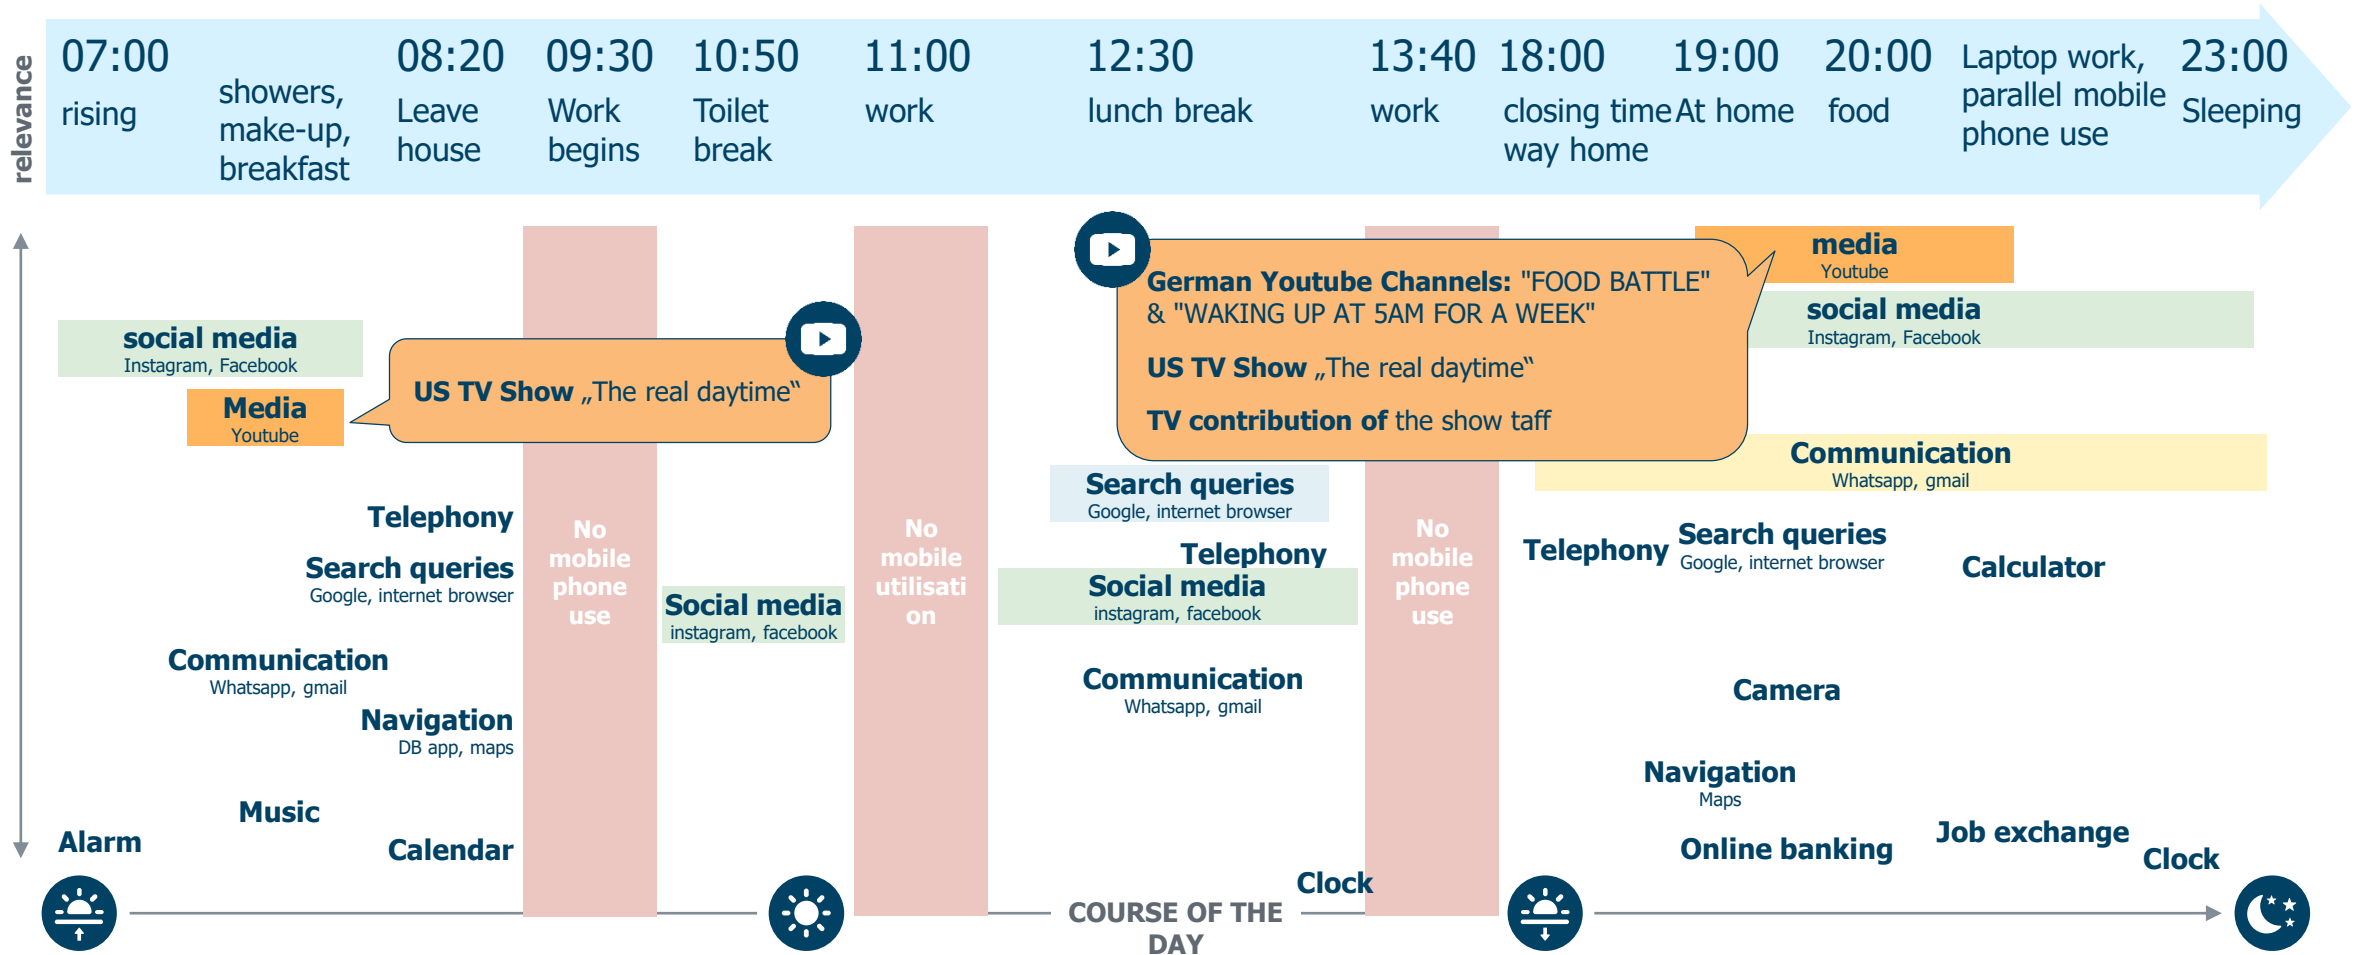 relevance
07:00
rising
showers,
make-up,
breakfast
08:20
Leave
house
09:30
Work
begins
10:50
Toilet
break
11:00
work
12:30
lunch break
13:40
work
18:00
closing time
way home
19:00
At home
20:00
food
Laptop work,
parallel mobile
phone use
23:00
Sleeping
social media
Instagram, Facebook
Media
Youtube
US TV Show „The real daytime“
Telephony
Search queries
Google, internet browser
Communication
Whatsapp, gmail
Navigation
DB app, maps
Music
Alarm
Calendar
No
mobile
phone
use
Social media
instagram, facebook
No
mobile
utilisati
on
German Youtube Channels: "FOOD BATTLE"
& "WAKING UP AT 5AM FOR A WEEK"
US TV Show „The real daytime“
TV contribution of the show taff
Search queries
Google, internet browser
Telephony
Social media
instagram, facebook
Communication
Whatsapp, gmail
Clock
No
mobile
phone
use
media
Youtube
social media
Instagram, Facebook
Communication
Whatsapp, gmail
Telephony
Search queries
Google, internet browser
Calculator
Camera
Navigation
Maps
Online banking
Job exchange
Clock
COURSE OF THE
DAY